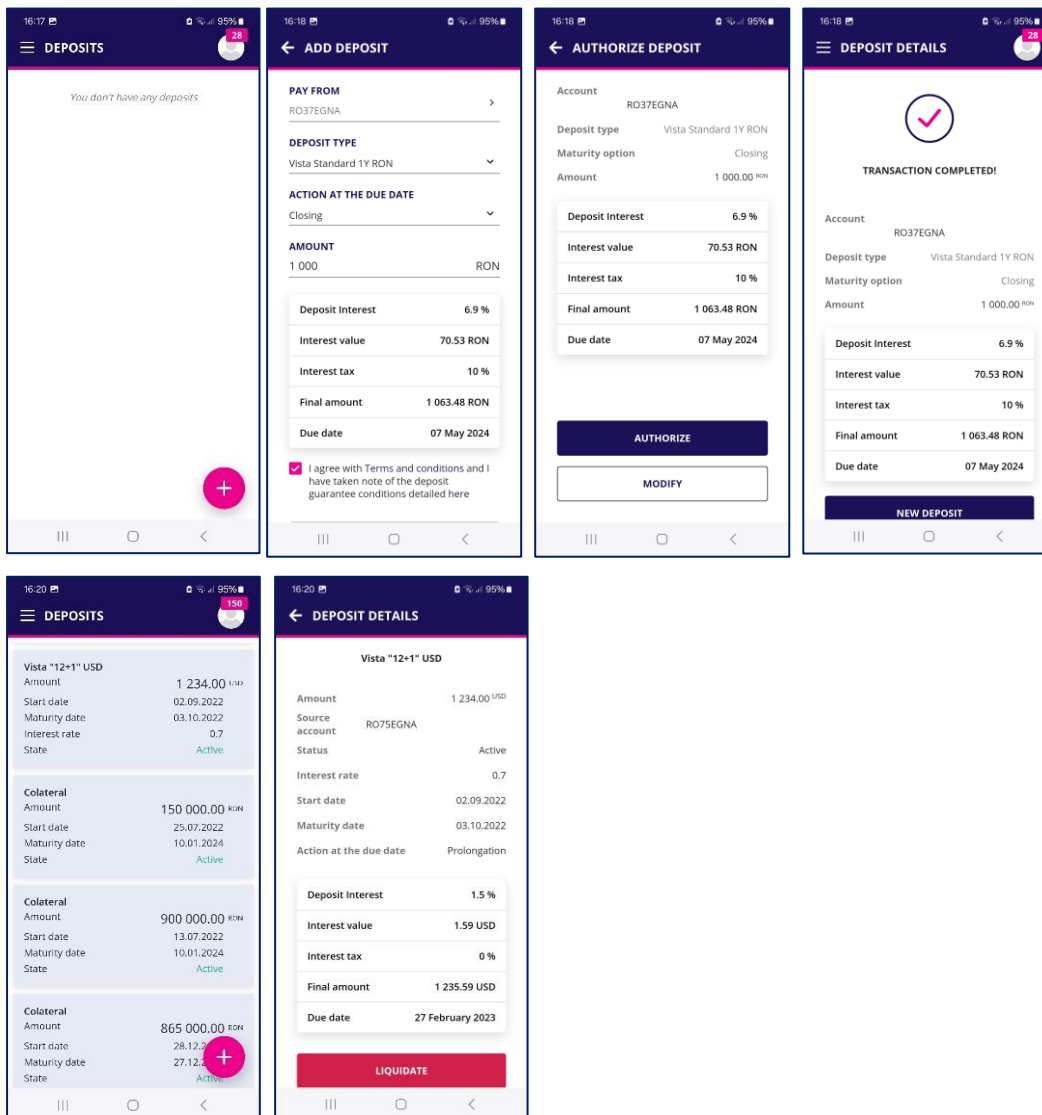 16:17 95%
28
DEPOSITS
You don't have any deposits
+
16:18 95%
ADD DEPOSIT
PAY FROM
RO37EGNA
DEPOSIT TYPE
Vista Standard 1Y RON
ACTION AT THE DUE DATE
Closing
AMOUNT
1 000 RON
Deposit Interest 6.9 %
Interest value 70.53 RON
Interest tax 10 %
Final amount 1 063.48 RON
Due date 07 May 2024
I agree with Terms and conditions and I
have taken note of the deposit
guarantee conditions detailed here
16:18 95%
AUTHORIZE DEPOSIT
Account
RO37EGNA
Deposit type Vista Standard 1Y RON
Maturity option Closing
Amount 1 000.00 RON
Deposit Interest 6.9 %
Interest value 70.53 RON
Interest tax 10 %
Final amount 1 063.48 RON
Due date 07 May 2024
AUTHORIZE
MODIFY
16:18 95%
28
DEPOSIT DETAILS
TRANSACTION COMPLETED!
Account
RO37EGNA
Deposit type Vista Standard 1Y RON
Maturity option Closing
Amount 1 000.00 RON
Deposit Interest 6.9 %
Interest value 70.53 RON
Interest tax 10 %
Final amount 1 063.48 RON
Due date 07 May 2024
NEW DEPOSIT
16:20 95%
150
DEPOSITS
Vista "12+1" USD
Amount 1 234.00 USD
Start date 02.09.2022
Maturity date 03.10.2022
Interest rate 0.7
State Active
Colateral
Amount 150 000.00 RON
Start date 25.07.2022
Maturity date 10.01.2024
State Active
Colateral
Amount 900 000.00 RON
Start date 13.07.2022
Maturity date 10.01.2024
State Active
Colateral
Amount 865 000.00 RON
Start date 28.12.2
Maturity date 27.12.
State Active
+
16:20 95%
DEPOSIT DETAILS
Vista "12+1" USD
Amount 1 234.00 USD
Source
account RO75EGNA
Status Active
Interest rate 0.7
Start date 02.09.2022
Maturity date 03.10.2022
Action at the due date Prolongation
Deposit Interest 1.5 %
Interest value 1.59 USD
Interest tax 0 %
Final amount 1 235.59 USD
Due date 27 February 2023
LIQUIDATE